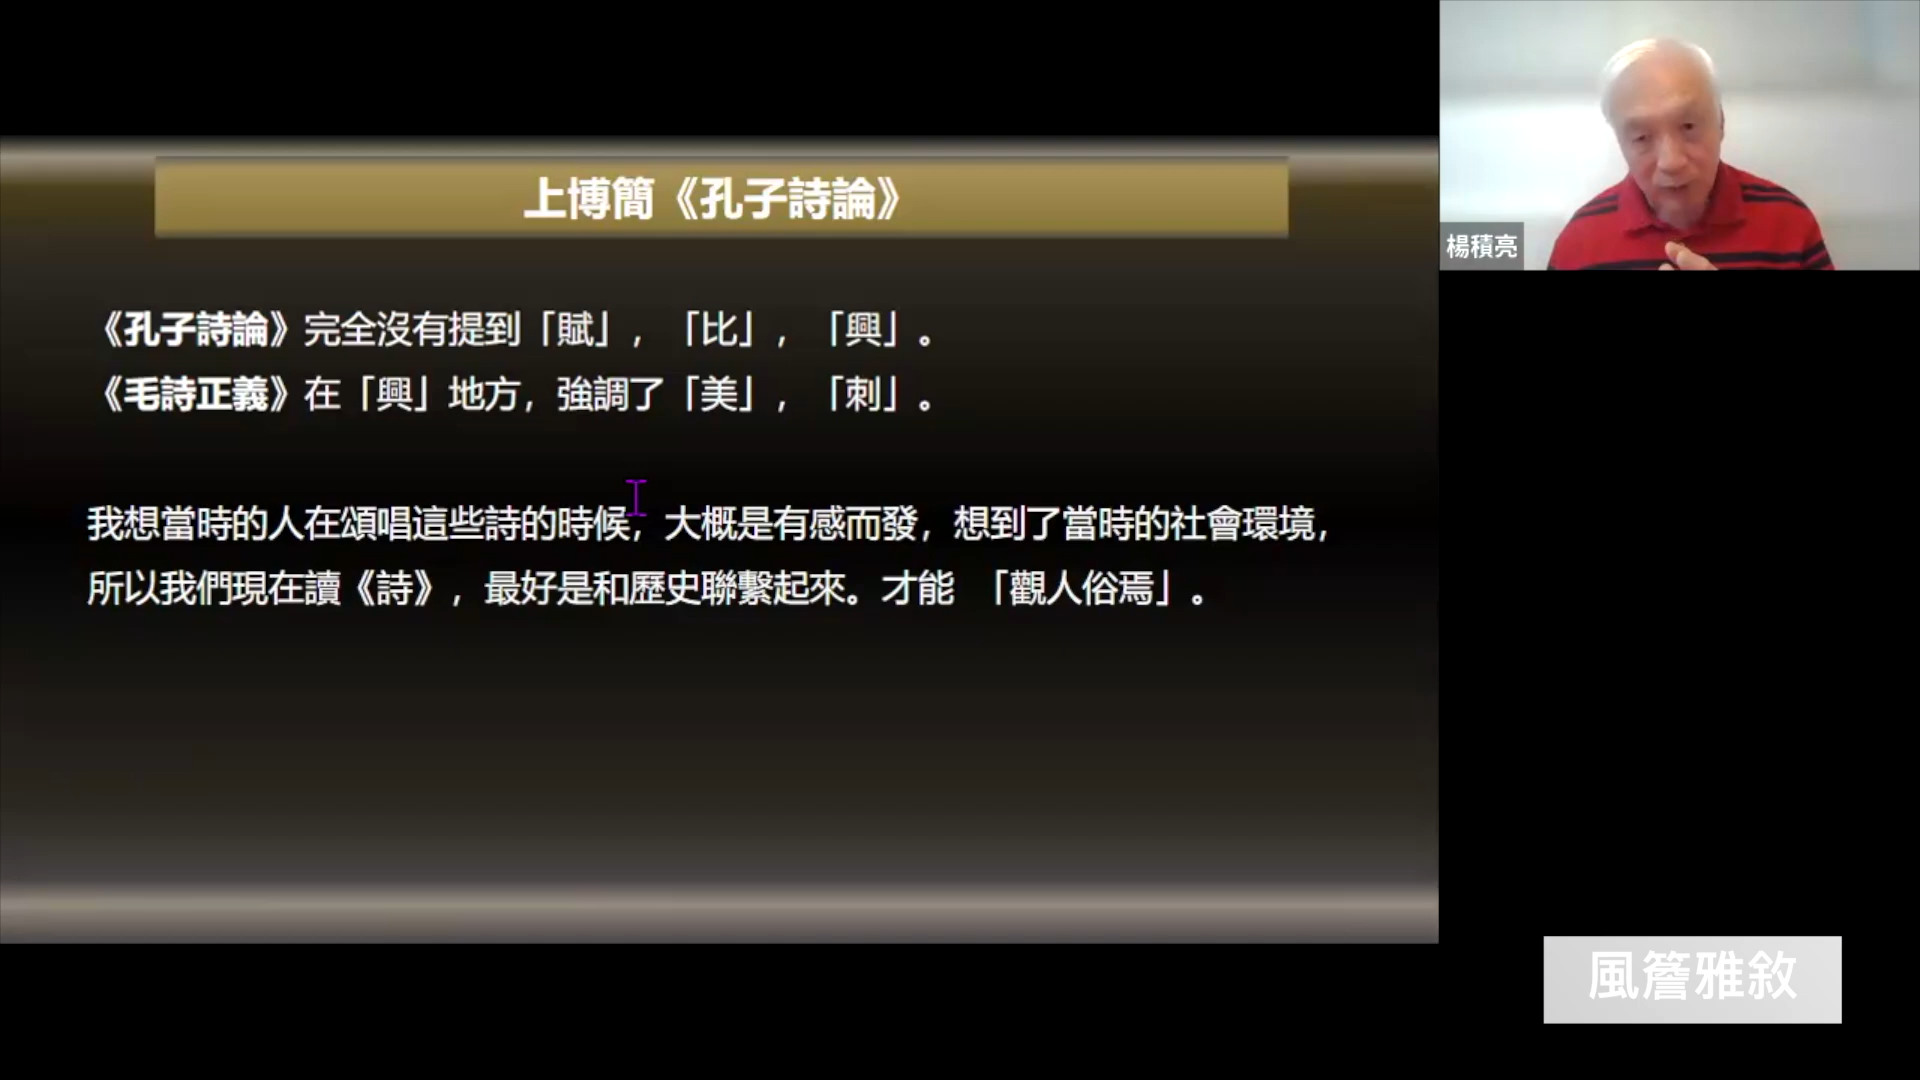 上博簡《孔子詩論》
《孔子詩論》完全沒有提到「賦」，「比」，「興」。
《毛詩正義》在「興」地方，強調了「美」，「刺」。
我想當時的人在頌唱這些詩的時候，大概是有感而發，想到了當時的社會環境，
所以我們現在讀《詩》，最好是和歷史聯繫起來。才能 「觀人俗焉」。
楊積亮
風簷雅敘